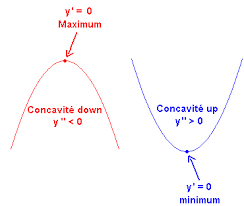 y' = 0
Maximum
Concavité down
y " < 0
Concavité up
y " > 0
y' = 0
minimum